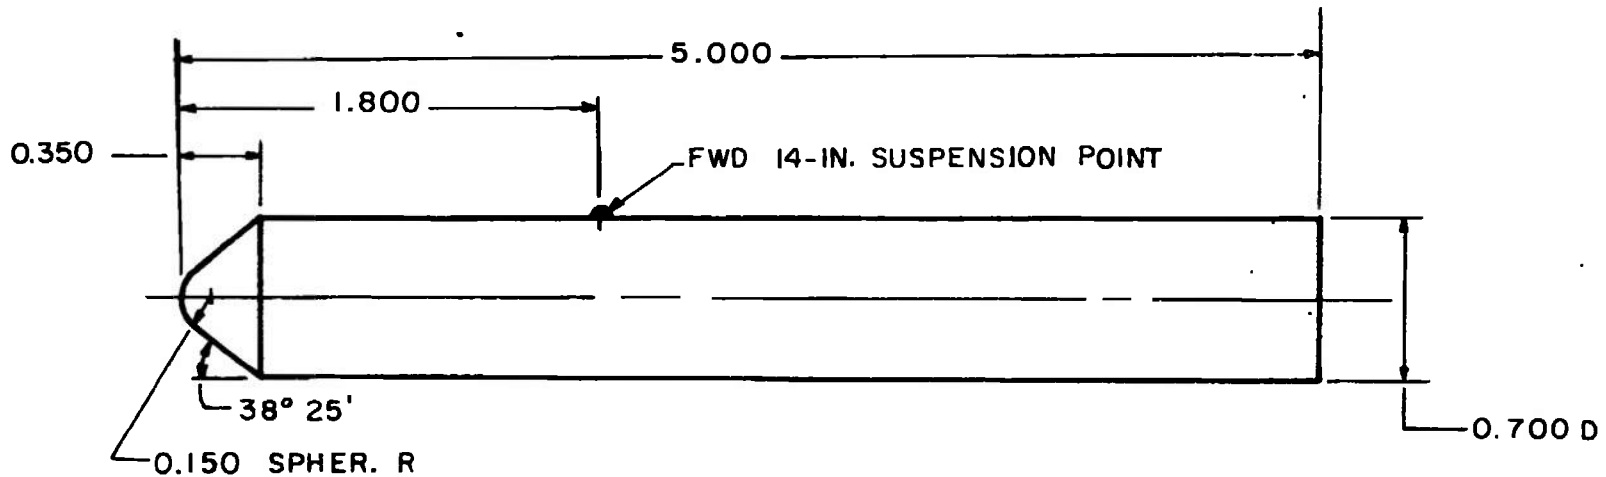 5.000
1.800
0.350
FWD 14-IN. SUSPENSION POINT
38° 25'
0.700 D
0.150 SPHER. R